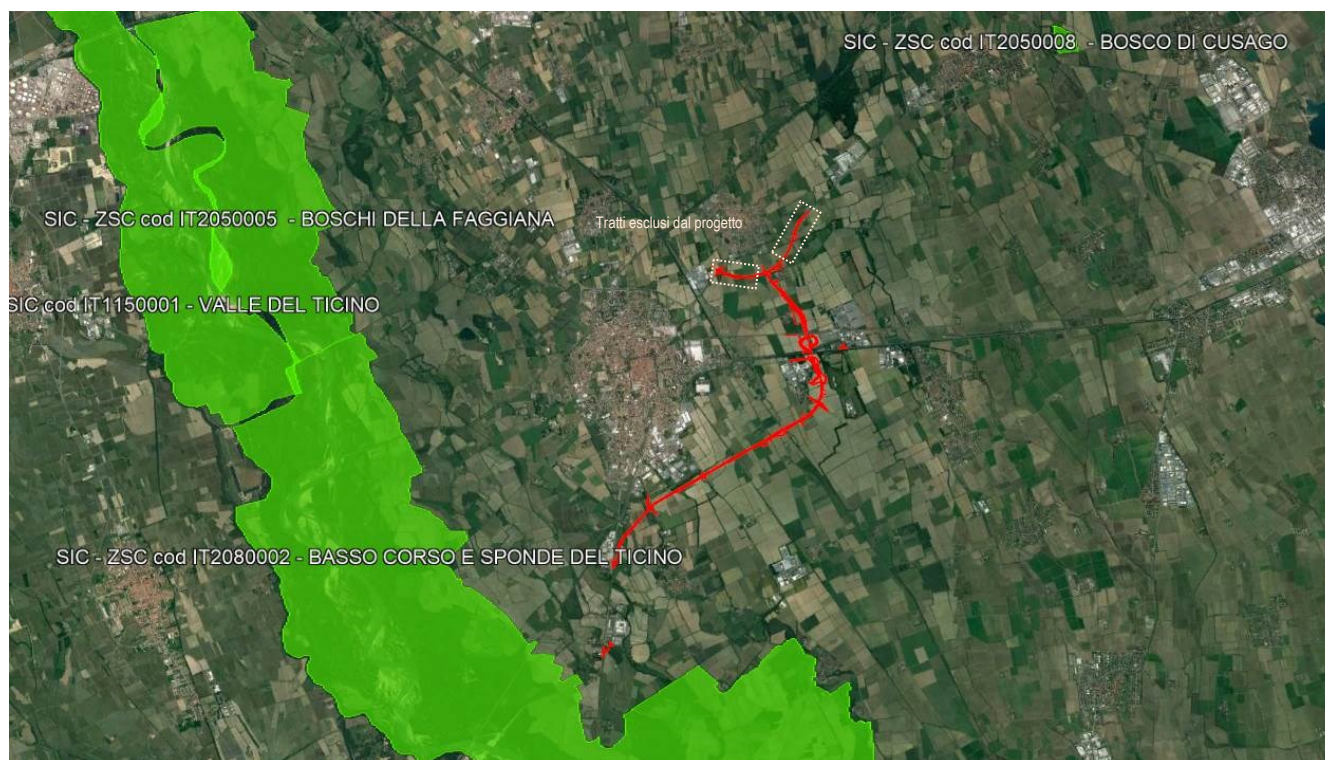 SIC - ZSC cod IT2050008 - BOSCO DI CUSAGO
SIC - ZSC cod IT2050005 - BOSCHI DELLA FAGGIANA
Tratti esclusi dal progetto
SIC cod IT1150001 - VALLE DEL TICINO
SIC - ZSC cod IT2080002 - BASSO CORSO E SPONDE DEL TICINO